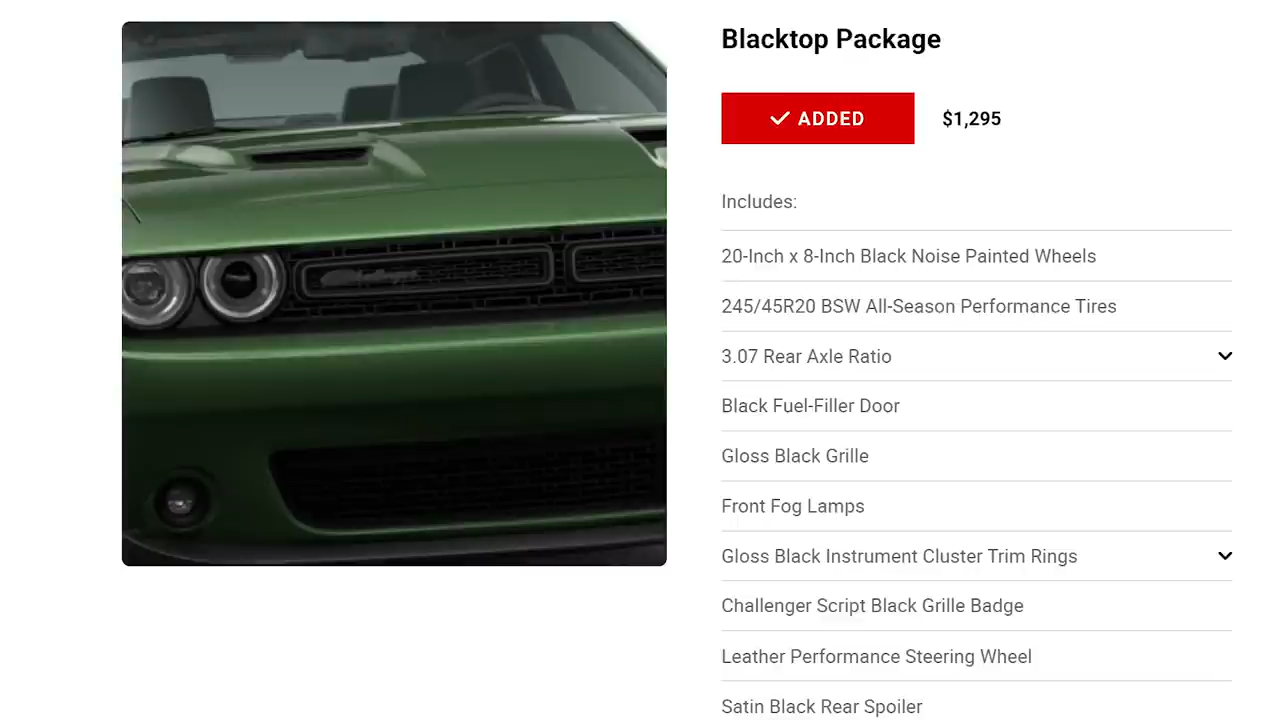 Blacktop Package
ADDED
$1,295
Includes:
20-Inch x 8-Inch Black Noise Painted Wheels
245/45R20 BSW All-Season Performance Tires
3.07 Rear Axle Ratio
Black Fuel-Filler Door
Gloss Black Grille
Front Fog Lamps
Gloss Black Instrument Cluster Trim Rings
Challenger Script Black Grille Badge
Leather Performance Steering Wheel
Satin Black Rear Spoiler
Challenger